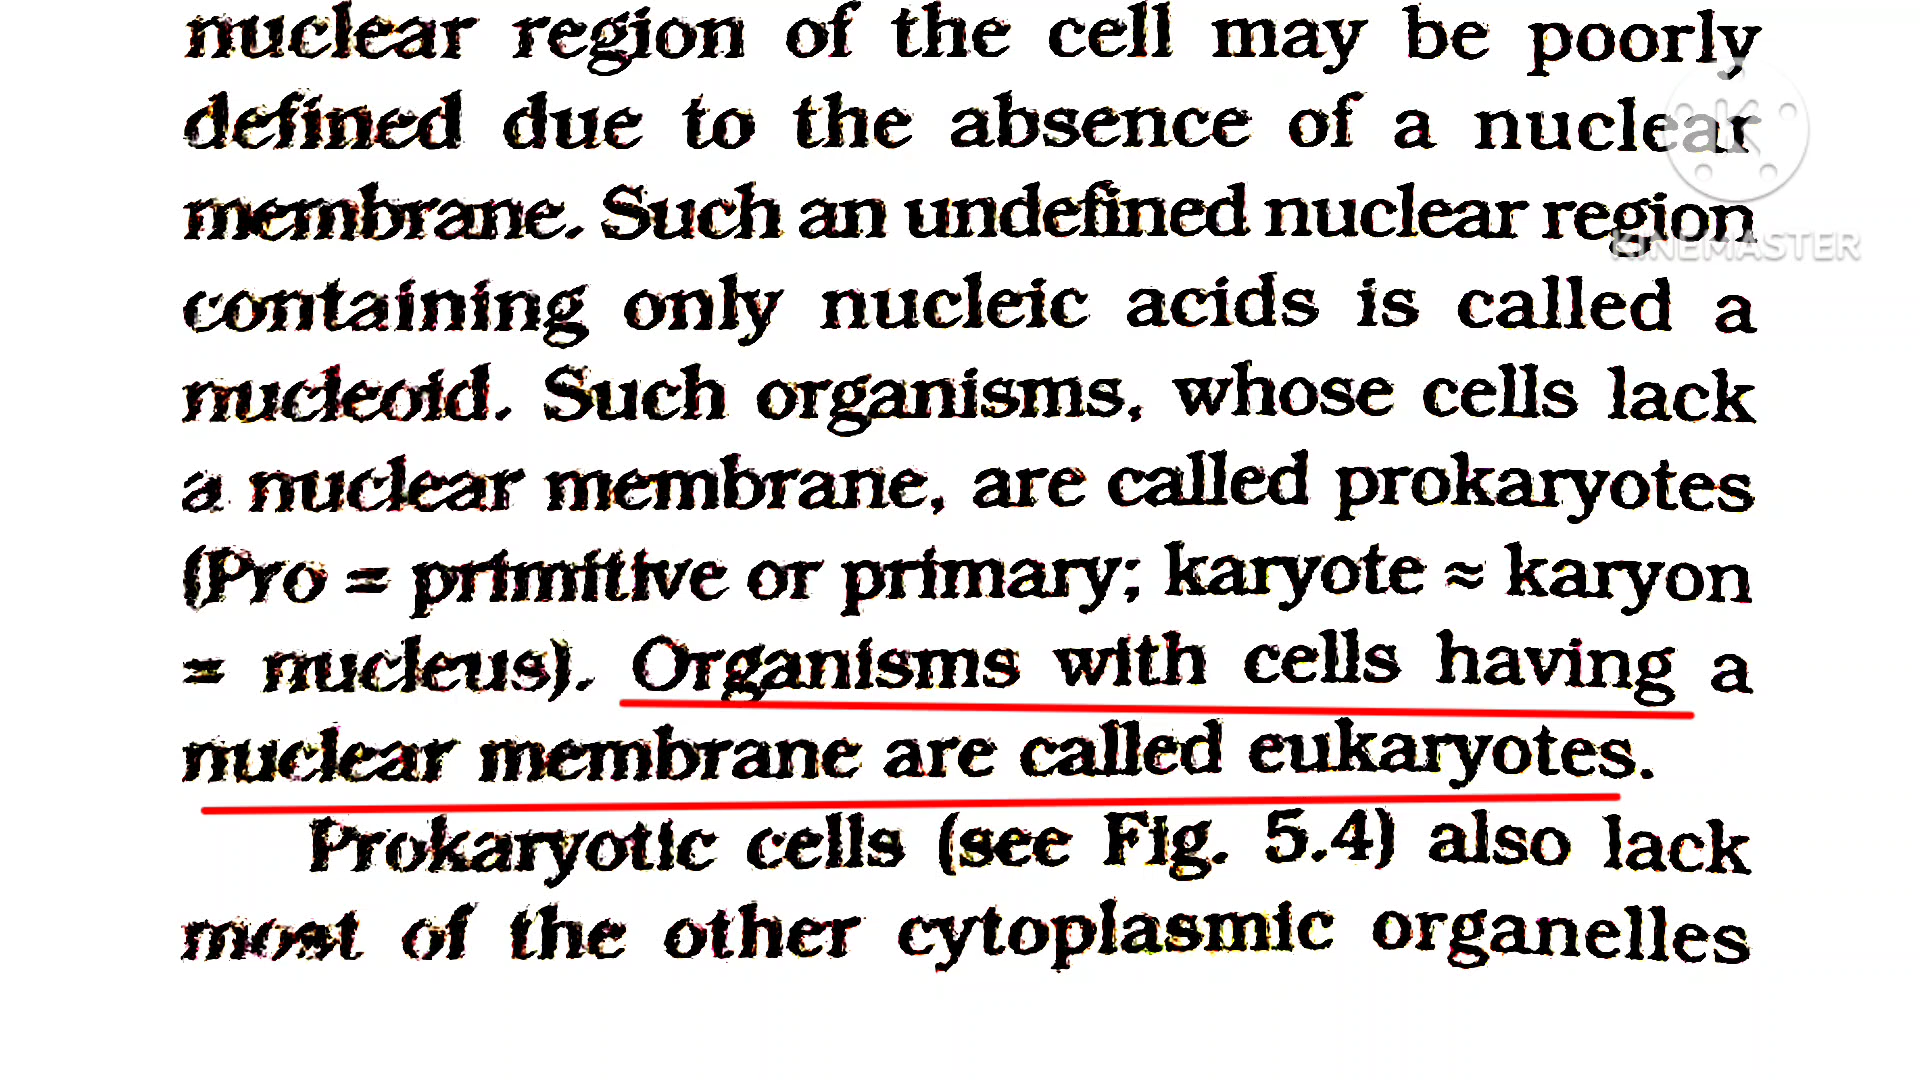 nuclear region of the cell may be poorly
defined due to the absence of a nuclear
membrane. Such an undefined nuclear region
containing only nucleic acids is called a
nucleoid. Such organisms, whose cells lack
a nuclear membrane, are called prokaryotes
(Pro = primitive or primary; karyote ≈ karyon
= nucleus). Organisms with cells having a
nuclear membrane are called eukaryotes.
Prokaryotic cells (see Fig. 5.4) also lack
most of the other cytoplasmic organelles
K
KINEMASTER